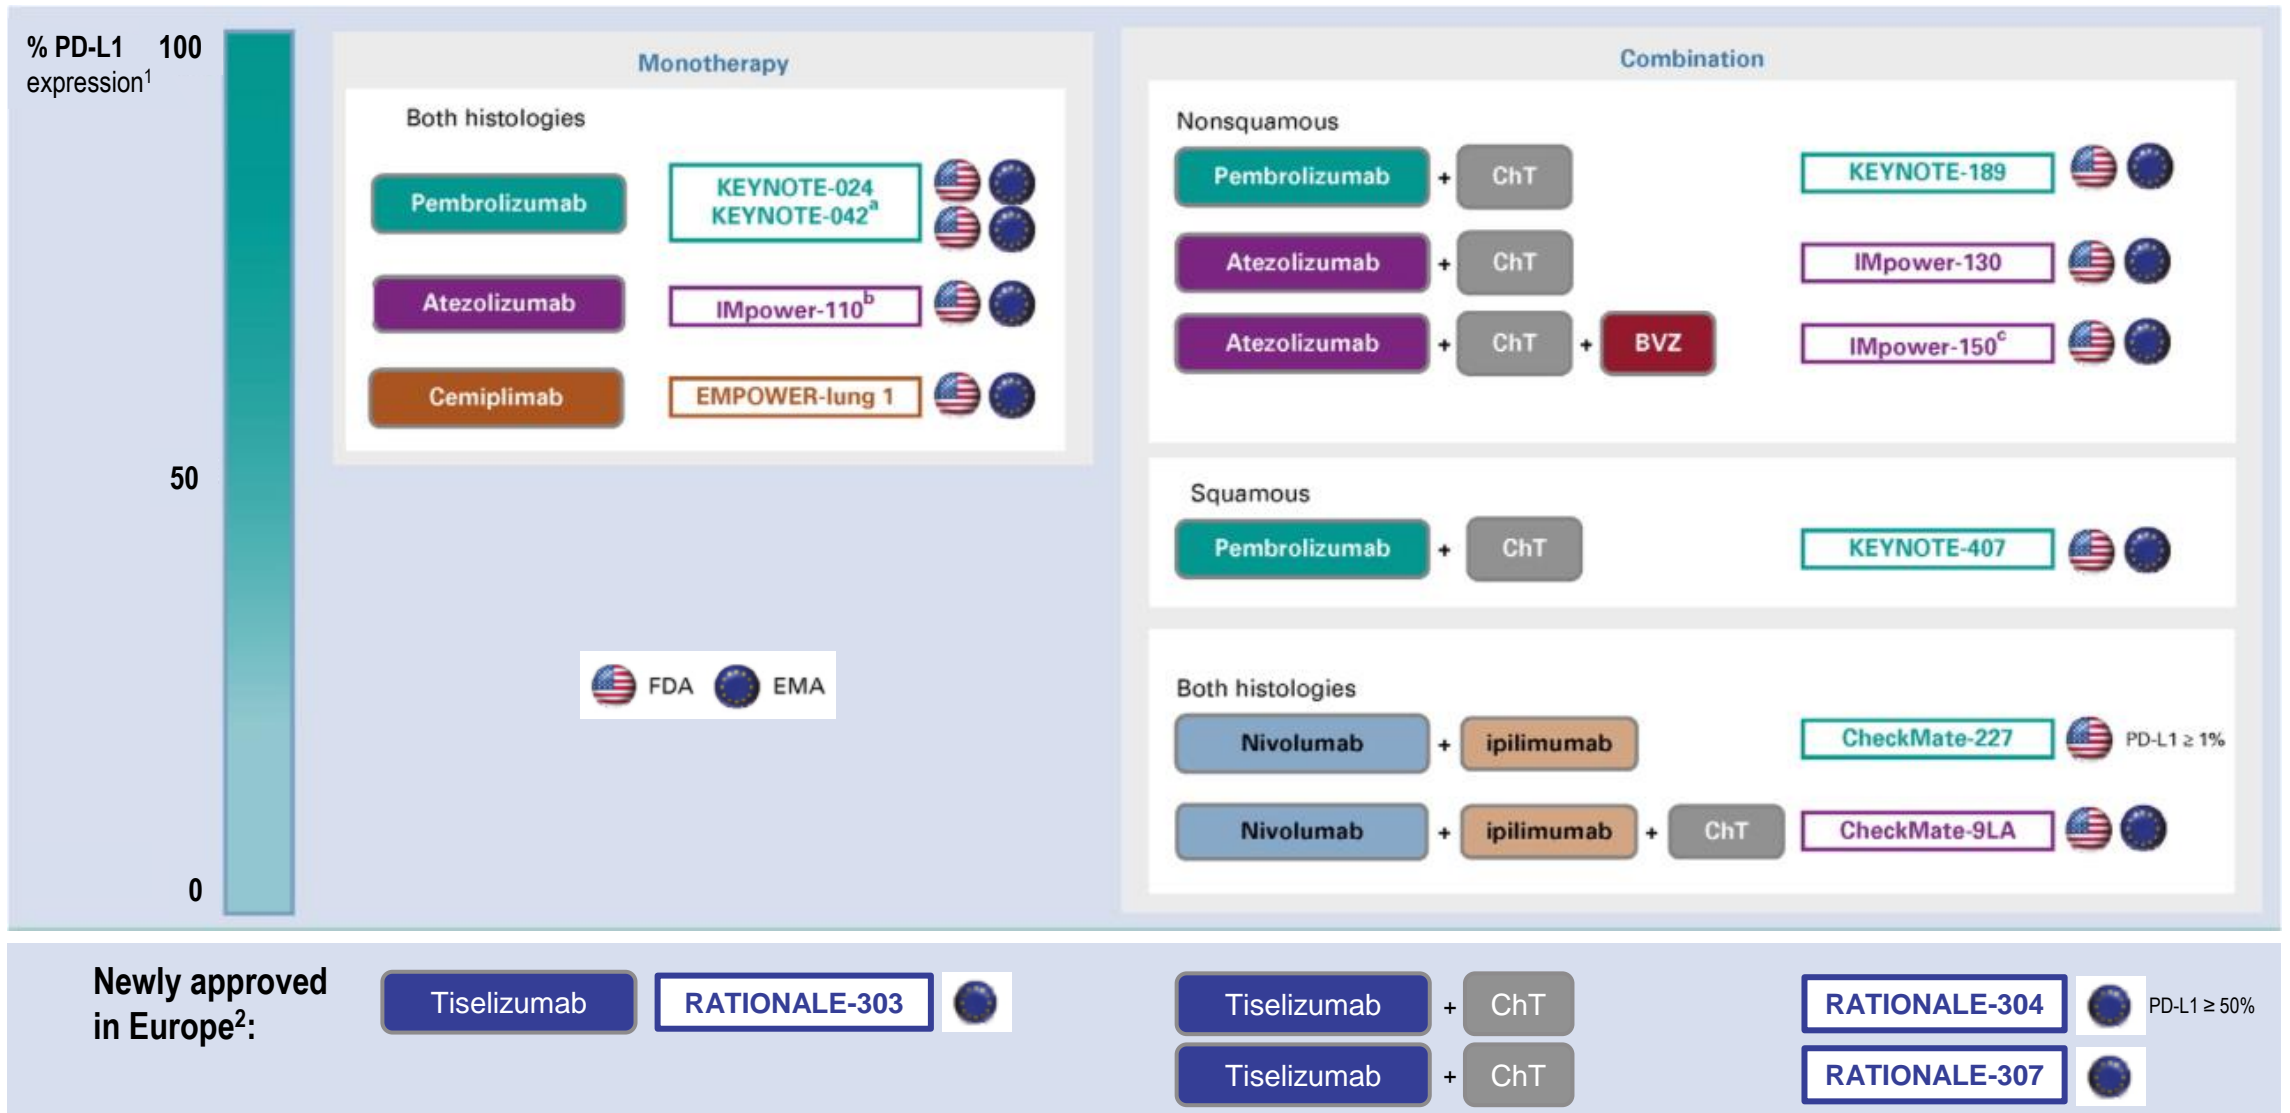 % PD-L1 100
expression1
50
0
Monotherapy
Both histologies
Pembrolizumab
KEYNOTE-024
KEYNOTE-042a
Atezolizumab
IMpower-110b
Cemiplimab
EMPOWER-lung 1
FDA EMA
Combination
Nonsquamous
Pembrolizumab + ChT KEYNOTE-189
Atezolizumab + ChT IMpower-130
Atezolizumab + ChT + BVZ IMpower-150c
Squamous
Pembrolizumab + ChT KEYNOTE-407
Both histologies
Nivolumab + ipilimumab CheckMate-227 PD-L1 ≥ 1%
Nivolumab + ipilimumab + ChT CheckMate-9LA
Newly approved
in Europe2:
Tiselizumab RATIONALE-303
Tiselizumab + ChT RATIONALE-304 PD-L1 ≥ 50%
Tiselizumab + ChT RATIONALE-307